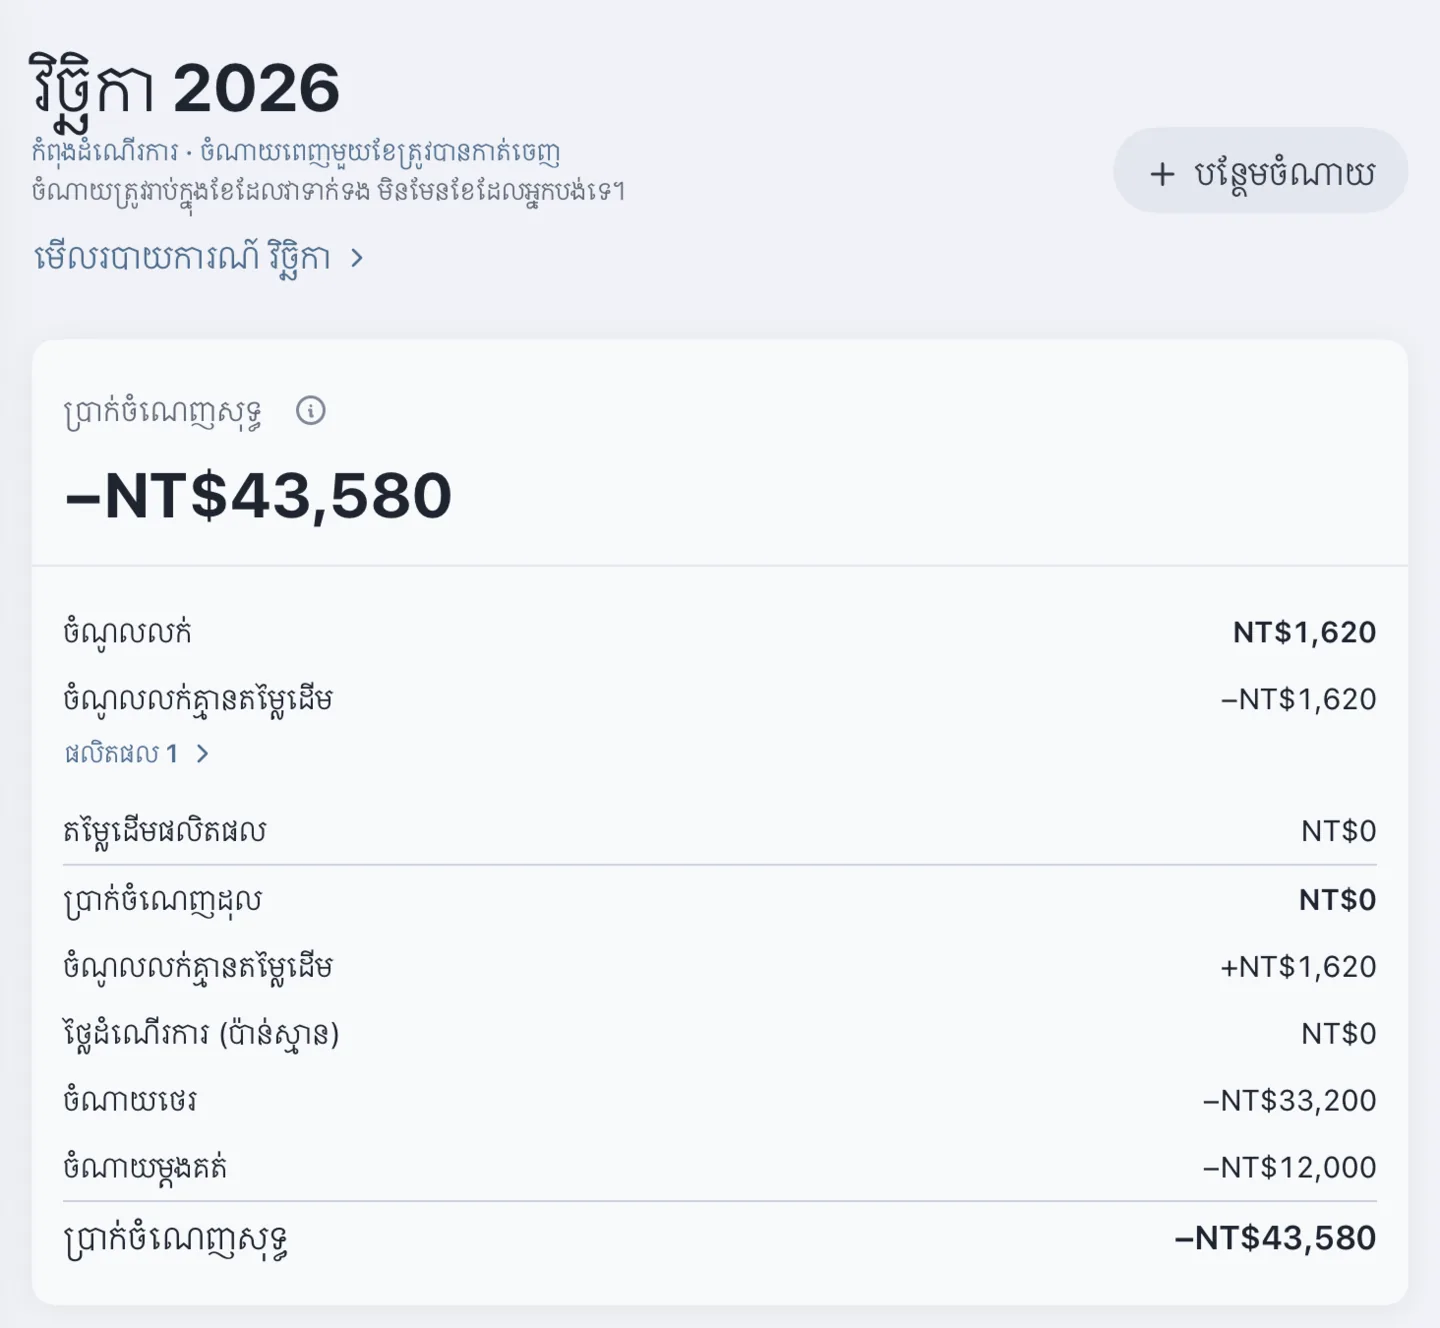 វិច្ឆិកា 2026
កំពុងដំណើរការ · ចំណាយពេញមួយខែត្រូវបានកាត់ចេញ
ចំណាយត្រូវរាប់ក្នុងខែដែលវាទាក់ទង មិនមែនខែដែលអ្នកបង់ទេ។
+ បន្ថែមចំណាយ
មើលរបាយការណ៍ វិច្ឆិកា >
ប្រាក់ចំណេញសុទ្ធ
–NT$43,580
ចំណូលលក់ NT$1,620
ចំណូលលក់គ្មានតម្លៃដើម –NT$1,620
ផលិតផល 1 >
តម្លៃដើមផលិតផល NT$0
ប្រាក់ចំណេញដុល NT$0
ចំណូលលក់គ្មានតម្លៃដើម +NT$1,620
ថ្លៃដំណើរការ (ប៉ាន់ស្មាន) NT$0
ចំណាយថេរ –NT$33,200
ចំណាយម្តងគត់ –NT$12,000
ប្រាក់ចំណេញសុទ្ធ –NT$43,580